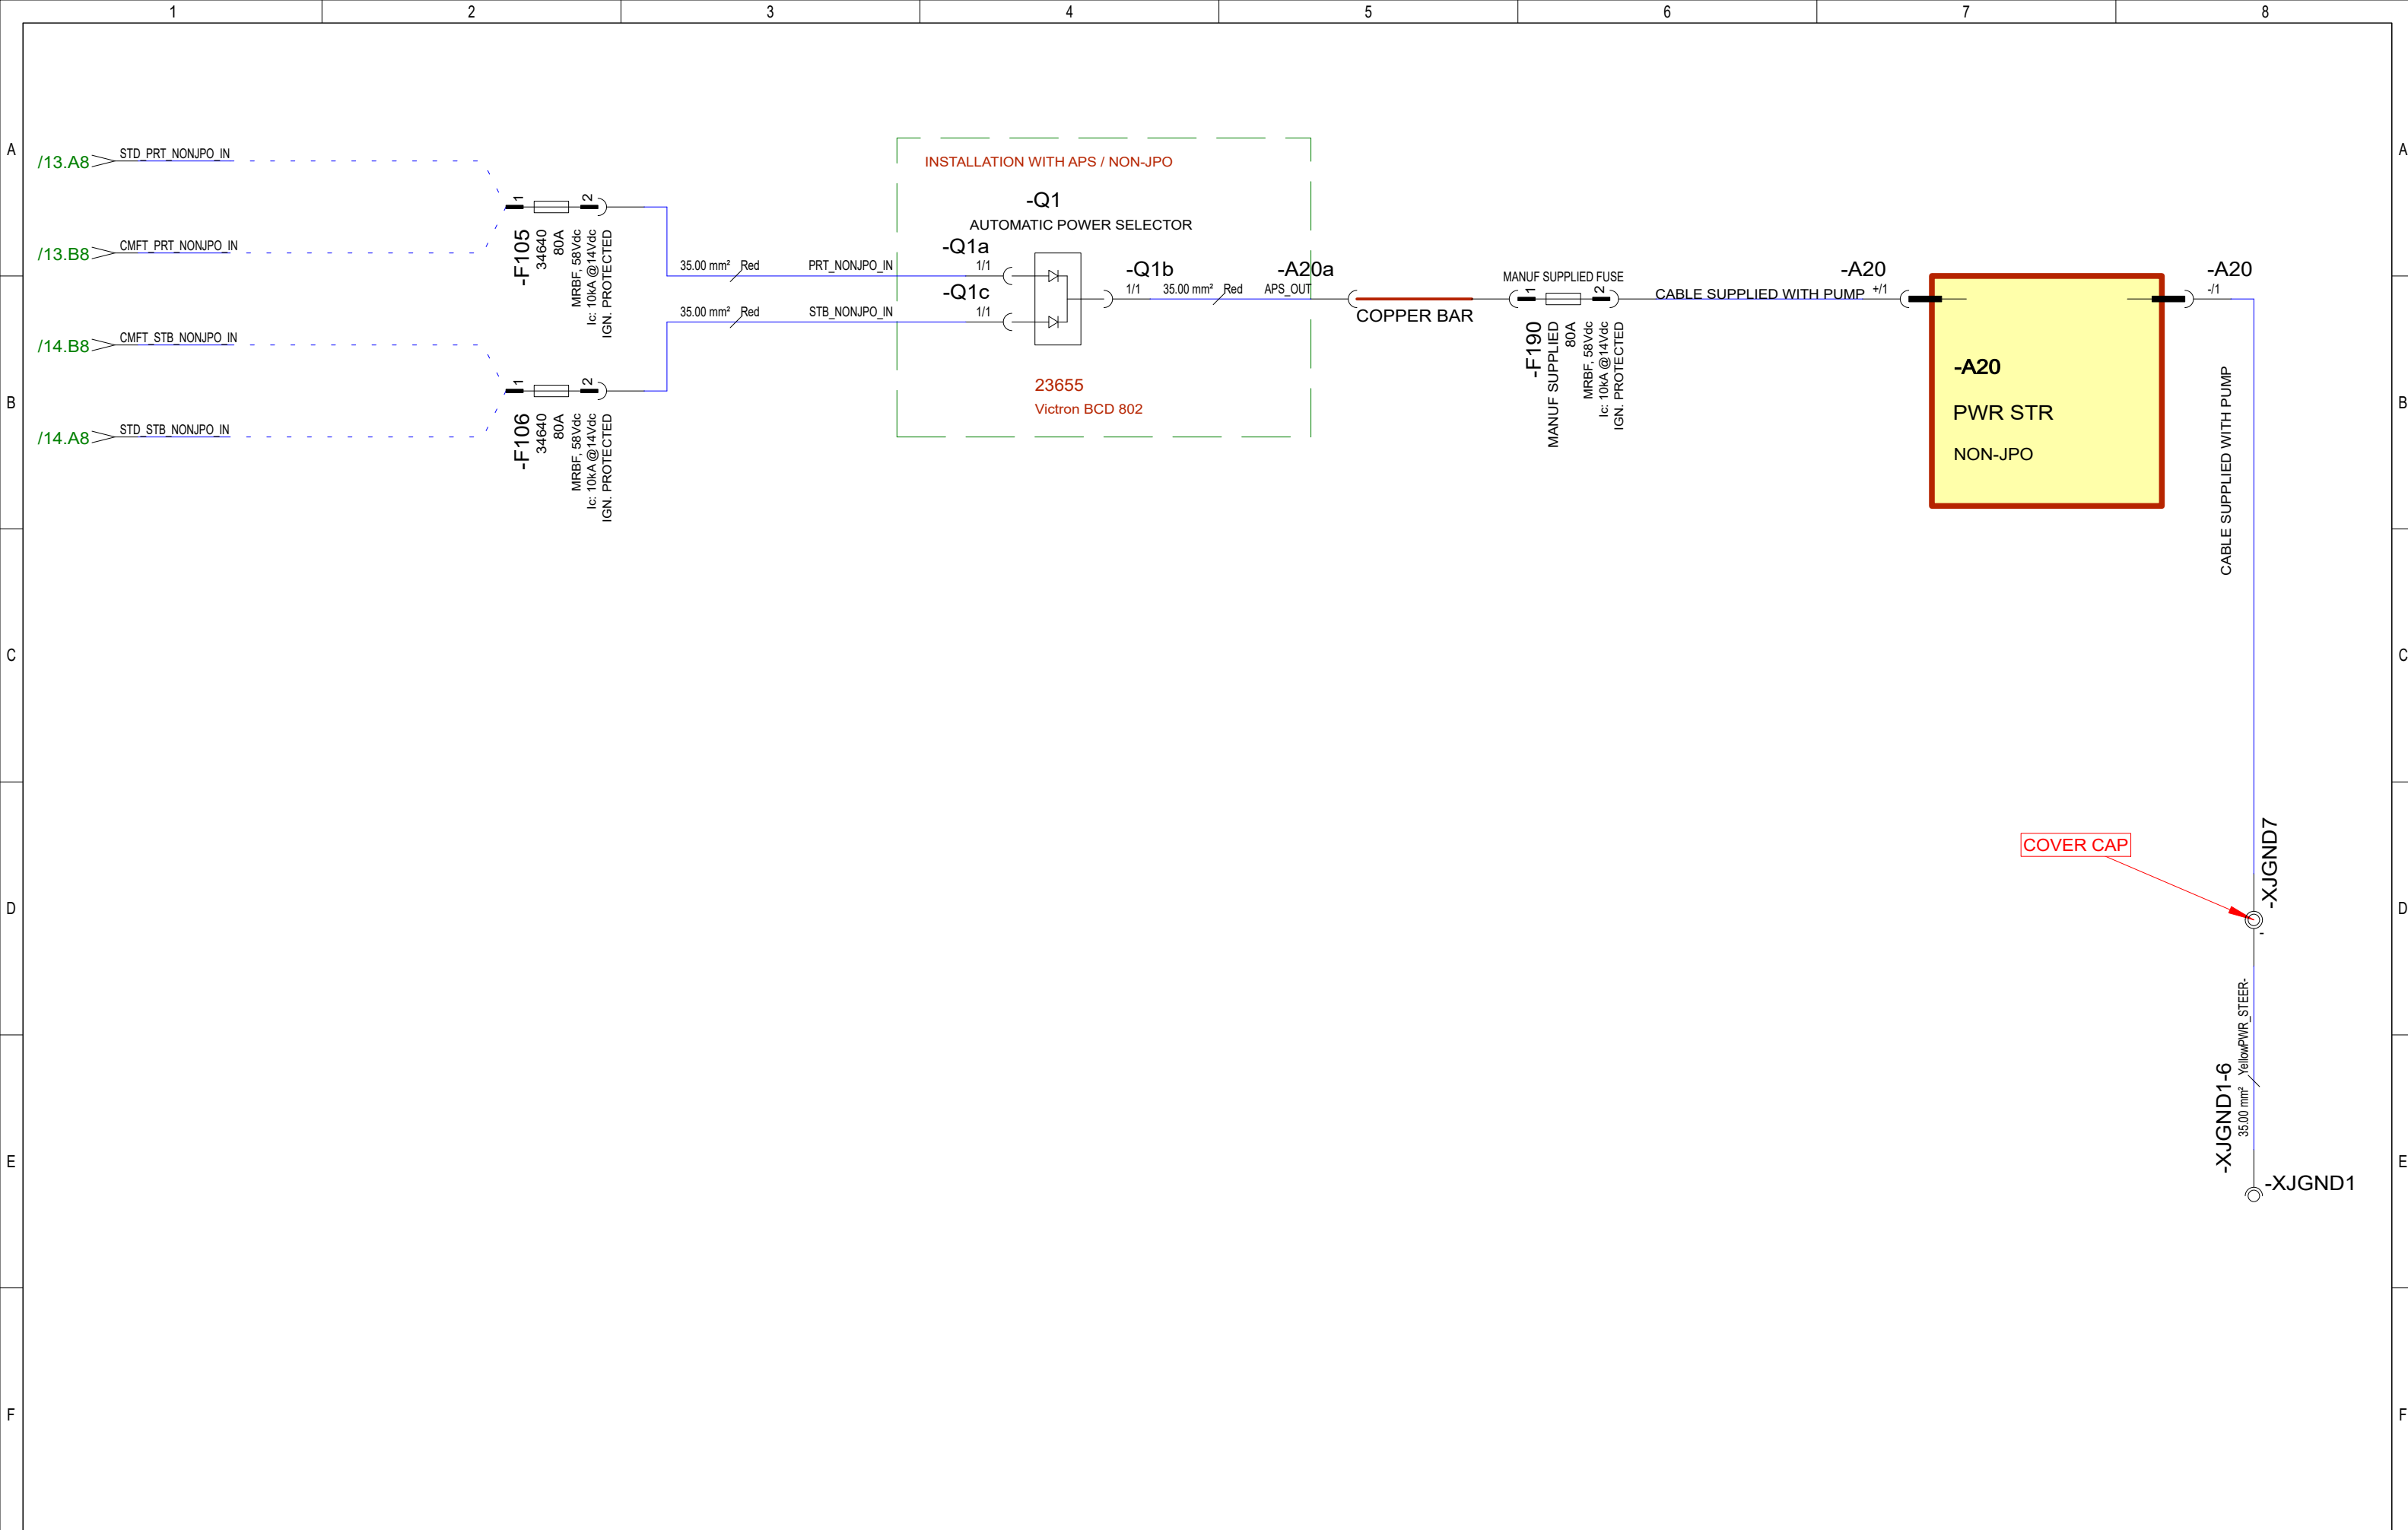 1 2 3 4 5 6 7 8
A
A
/13.A8 STD_PRT_NONJPO_IN
INSTALLATION WITH APS / NON-JPO
-Q1
AUTOMATIC POWER SELECTOR
1
2
-F105
34640
80A
MRBF, 58Vdc
Ic: 10kA @14Vdc
IGN. PROTECTED
/13.B8 CMFT_PRT_NONJPO_IN
35.00 mm² Red PRT_NONJPO_IN
-Q1a
1/1
-Q1c
1/1
35.00 mm² Red STB_NONJPO_IN
-Q1b
1/1 35.00 mm² Red APS_OUT
-A20a
COPPER BAR
MANUF SUPPLIED FUSE
1
2
-F190
MANUF SUPPLIED
80A
MRBF, 58Vdc
Ic: 10kA @14Vdc
IGN. PROTECTED
CABLE SUPPLIED WITH PUMP
-A20
+/1
-A20
-/1
/14.B8 CMFT_STB_NONJPO_IN
-A20
PWR STR
NON-JPO
CABLE SUPPLIED WITH PUMP
B
B
23655
Victron BCD 802
1
2
-F106
34640
80A
MRBF, 58Vdc
Ic: 10kA @14Vdc
IGN. PROTECTED
/14.A8 STD_STB_NONJPO_IN
C
C
COVER CAP
-XJGND7
-
D
D
35.00 mm² Yellow PWR_STEER-
-XJGND1-6
-XJGND1
E
E
F
F